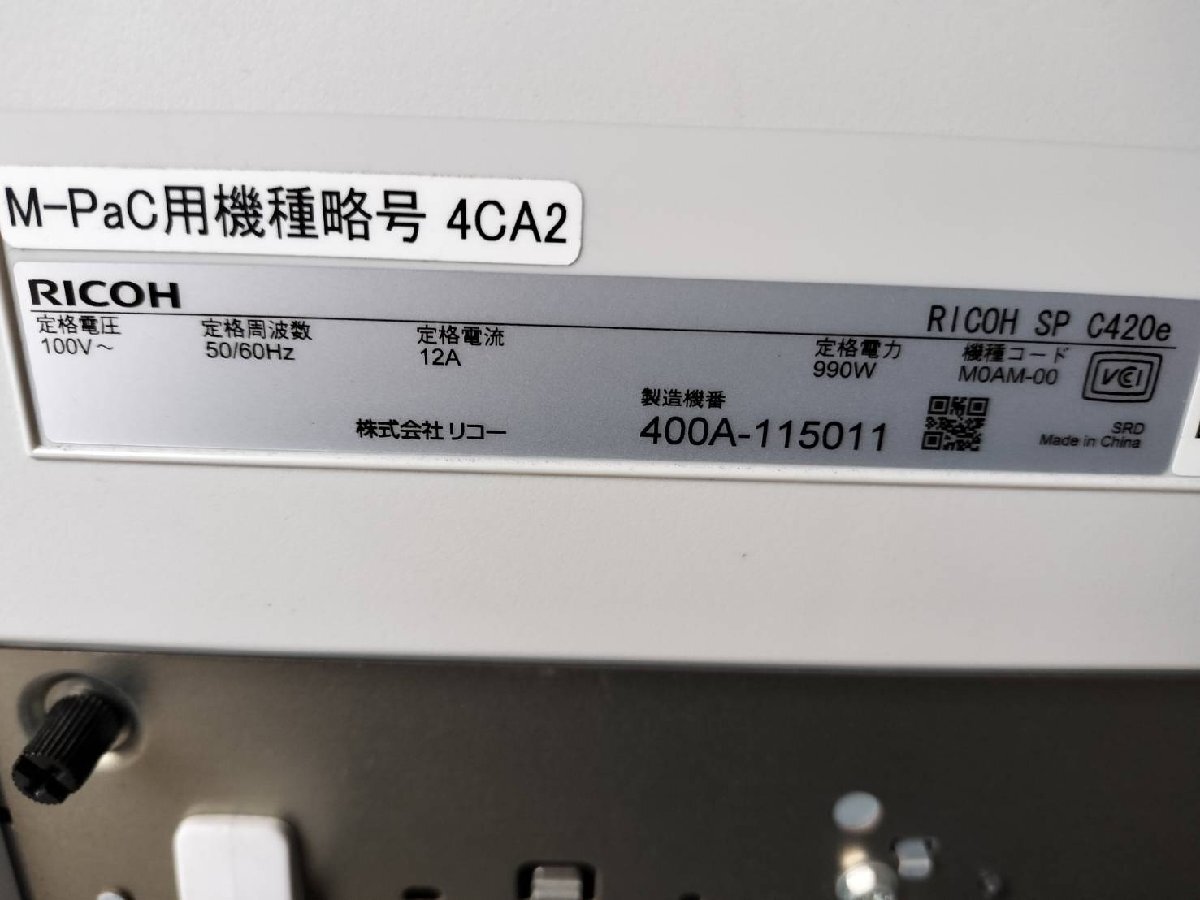 M-PaC用機種略号 4CA2
RICOH
RICOH SP C420e
定格電圧
100V～
定格周波数
50/60Hz
定格電流
12A
定格電力
990W
機種コード
M0AM-00
VCI
製造機番
400A-115011
株式会社リコー
SRD
Made in China